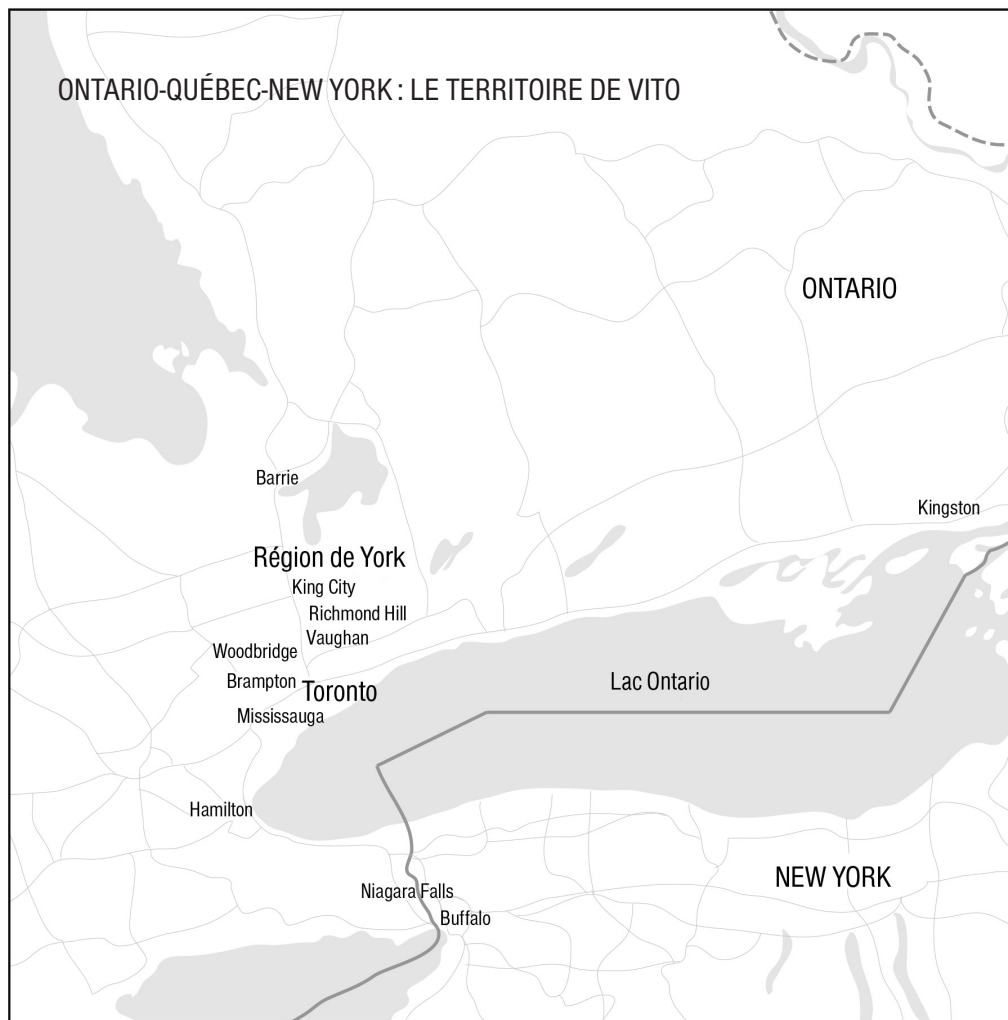 ONTARIO-QUÉBEC-NEW YORK : LE TERRITOIRE DE VITO
ONTARIO
Barrie
Kingston
Région de York
King City
Richmond Hill
Vaughan
Woodbridge
Brampton
Toronto
Lac Ontario
Mississauga
Hamilton
NEW YORK
Niagara Falls
Buffalo